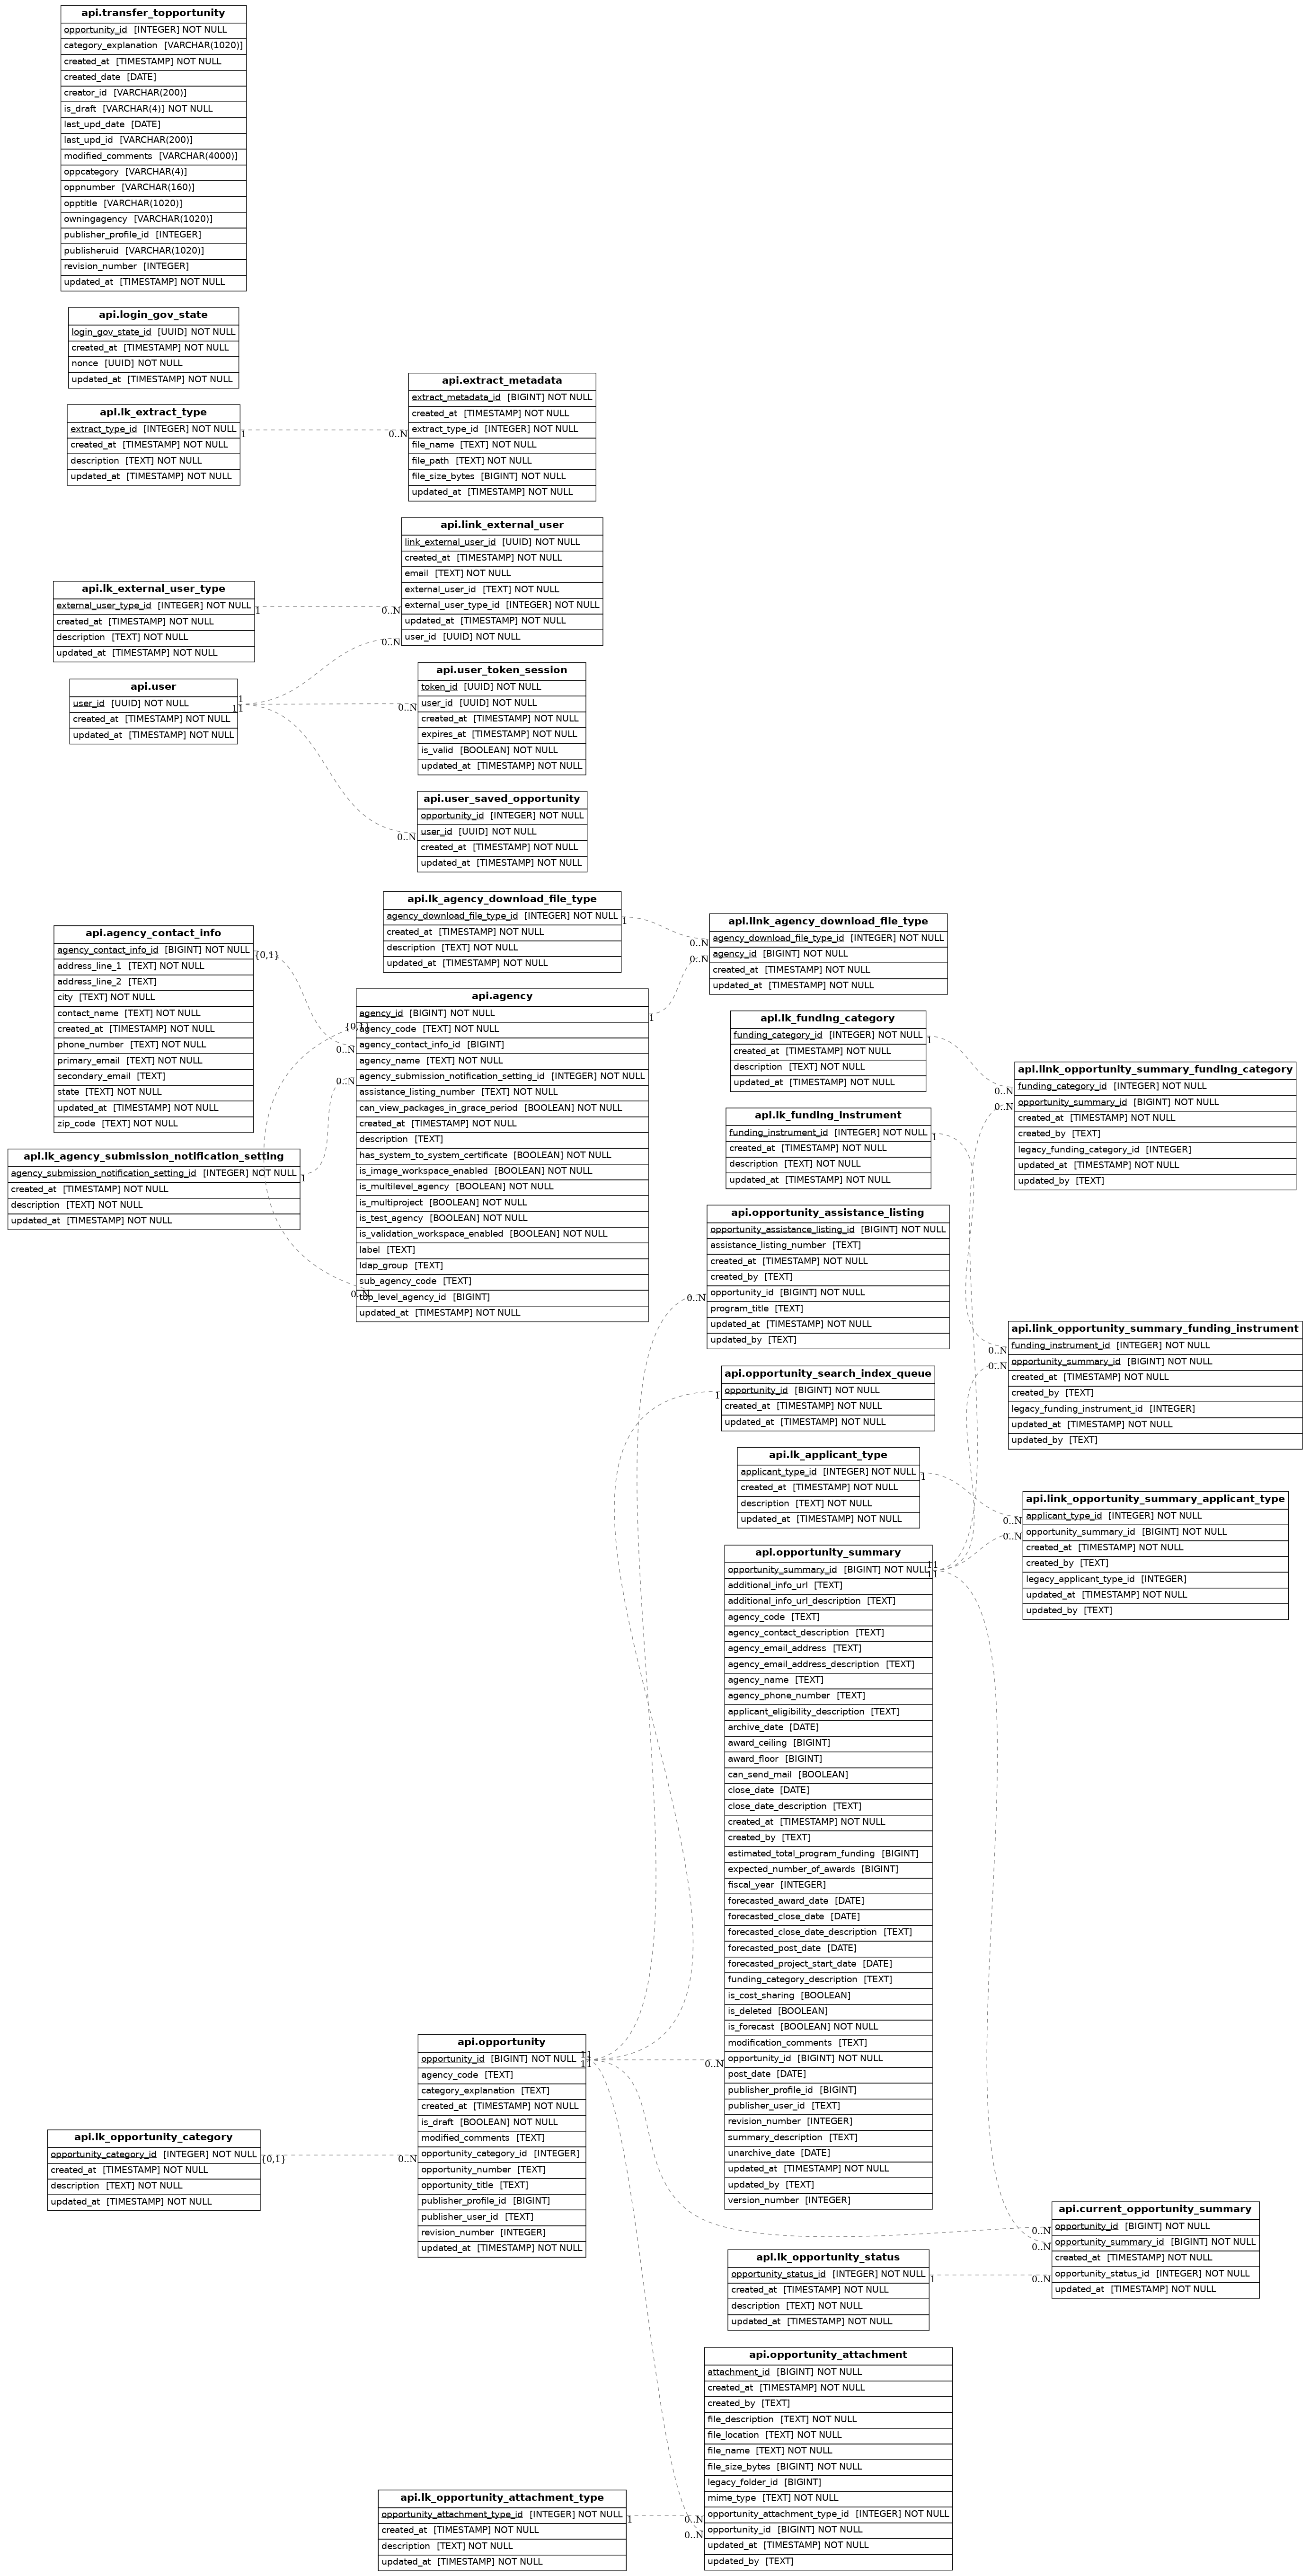 api.transfer_topportunity
opportunity_id [INTEGER] NOT NULL
category_explanation [VARCHAR(1020)]
created_at [TIMESTAMP] NOT NULL
created_date [DATE]
creator_id [VARCHAR(200)]
is_draft [VARCHAR(4)] NOT NULL
last_upd_date [DATE]
last_upd_id [VARCHAR(200)]
modified_comments [VARCHAR(4000)]
oppcategory [VARCHAR(4)]
oppnumber [VARCHAR(160)]
opptitle [VARCHAR(1020)]
owningagency [VARCHAR(1020)]
publisher_profile_id [INTEGER]
publisheruid [VARCHAR(1020)]
revision_number [INTEGER]
updated_at [TIMESTAMP] NOT NULL
api.login_gov_state
login_gov_state_id [UUID] NOT NULL
created_at [TIMESTAMP] NOT NULL
nonce [UUID] NOT NULL
updated_at [TIMESTAMP] NOT NULL
api.lk_extract_type
extract_type_id [INTEGER] NOT NULL
created_at [TIMESTAMP] NOT NULL
description [TEXT] NOT NULL
updated_at [TIMESTAMP] NOT NULL
1
0..N
api.extract_metadata
extract_metadata_id [BIGINT] NOT NULL
created_at [TIMESTAMP] NOT NULL
extract_type_id [INTEGER] NOT NULL
file_name [TEXT] NOT NULL
file_path [TEXT] NOT NULL
file_size_bytes [BIGINT] NOT NULL
updated_at [TIMESTAMP] NOT NULL
api.link_external_user
link_external_user_id [UUID] NOT NULL
created_at [TIMESTAMP] NOT NULL
email [TEXT] NOT NULL
external_user_id [TEXT] NOT NULL
external_user_type_id [INTEGER] NOT NULL
updated_at [TIMESTAMP] NOT NULL
user_id [UUID] NOT NULL
api.lk_external_user_type
external_user_type_id [INTEGER] NOT NULL
created_at [TIMESTAMP] NOT NULL
description [TEXT] NOT NULL
updated_at [TIMESTAMP] NOT NULL
1
0..N
0..N
api.user
user_id [UUID] NOT NULL
created_at [TIMESTAMP] NOT NULL
updated_at [TIMESTAMP] NOT NULL
1
11
0..N
0..N
api.user_token_session
token_id [UUID] NOT NULL
user_id [UUID] NOT NULL
created_at [TIMESTAMP] NOT NULL
expires_at [TIMESTAMP] NOT NULL
is_valid [BOOLEAN] NOT NULL
updated_at [TIMESTAMP] NOT NULL
api.user_saved_opportunity
opportunity_id [INTEGER] NOT NULL
user_id [UUID] NOT NULL
created_at [TIMESTAMP] NOT NULL
updated_at [TIMESTAMP] NOT NULL
api.lk_agency_download_file_type
agency_download_file_type_id [INTEGER] NOT NULL
created_at [TIMESTAMP] NOT NULL
description [TEXT] NOT NULL
updated_at [TIMESTAMP] NOT NULL
1
0..N
0..N
api.link_agency_download_file_type
agency_download_file_type_id [INTEGER] NOT NULL
agency_id [BIGINT] NOT NULL
created_at [TIMESTAMP] NOT NULL
updated_at [TIMESTAMP] NOT NULL
api.agency_contact_info
agency_contact_info_id [BIGINT] NOT NULL
address_line_1 [TEXT] NOT NULL
address_line_2 [TEXT]
city [TEXT] NOT NULL
contact_name [TEXT] NOT NULL
created_at [TIMESTAMP] NOT NULL
phone_number [TEXT] NOT NULL
primary_email [TEXT] NOT NULL
secondary_email [TEXT]
state [TEXT] NOT NULL
updated_at [TIMESTAMP] NOT NULL
zip_code [TEXT] NOT NULL
{0,1}
api.lk_agency_submission_notification_setting
agency_submission_notification_setting_id [INTEGER] NOT NULL
created_at [TIMESTAMP] NOT NULL
description [TEXT] NOT NULL
updated_at [TIMESTAMP] NOT NULL
1
{0,1}
0..N
0..N
0..N
api.agency
agency_id [BIGINT] NOT NULL
agency_code [TEXT] NOT NULL
agency_contact_info_id [BIGINT]
agency_name [TEXT] NOT NULL
agency_submission_notification_setting_id [INTEGER] NOT NULL
assistance_listing_number [TEXT] NOT NULL
can_view_packages_in_grace_period [BOOLEAN] NOT NULL
created_at [TIMESTAMP] NOT NULL
description [TEXT]
has_system_to_system_certificate [BOOLEAN] NOT NULL
is_image_workspace_enabled [BOOLEAN] NOT NULL
is_multilevel_agency [BOOLEAN] NOT NULL
is_multiproject [BOOLEAN] NOT NULL
is_test_agency [BOOLEAN] NOT NULL
is_validation_workspace_enabled [BOOLEAN] NOT NULL
label [TEXT]
ldap_group [TEXT]
sub_agency_code [TEXT]
top_level_agency_id [BIGINT]
updated_at [TIMESTAMP] NOT NULL
1
api.lk_funding_category
funding_category_id [INTEGER] NOT NULL
created_at [TIMESTAMP] NOT NULL
description [TEXT] NOT NULL
updated_at [TIMESTAMP] NOT NULL
1
0..N
0..N
api.link_opportunity_summary_funding_category
funding_category_id [INTEGER] NOT NULL
opportunity_summary_id [BIGINT] NOT NULL
created_at [TIMESTAMP] NOT NULL
created_by [TEXT]
legacy_funding_category_id [INTEGER]
updated_at [TIMESTAMP] NOT NULL
updated_by [TEXT]
api.lk_funding_instrument
funding_instrument_id [INTEGER] NOT NULL
created_at [TIMESTAMP] NOT NULL
description [TEXT] NOT NULL
updated_at [TIMESTAMP] NOT NULL
1
api.opportunity_assistance_listing
opportunity_assistance_listing_id [BIGINT] NOT NULL
assistance_listing_number [TEXT]
created_at [TIMESTAMP] NOT NULL
created_by [TEXT]
opportunity_id [BIGINT] NOT NULL
program_title [TEXT]
updated_at [TIMESTAMP] NOT NULL
updated_by [TEXT]
0..N
api.link_opportunity_summary_funding_instrument
funding_instrument_id [INTEGER] NOT NULL
opportunity_summary_id [BIGINT] NOT NULL
created_at [TIMESTAMP] NOT NULL
created_by [TEXT]
legacy_funding_instrument_id [INTEGER]
updated_at [TIMESTAMP] NOT NULL
updated_by [TEXT]
0..N
0..N
api.opportunity_search_index_queue
opportunity_id [BIGINT] NOT NULL
created_at [TIMESTAMP] NOT NULL
updated_at [TIMESTAMP] NOT NULL
1
api.lk_applicant_type
applicant_type_id [INTEGER] NOT NULL
created_at [TIMESTAMP] NOT NULL
description [TEXT] NOT NULL
updated_at [TIMESTAMP] NOT NULL
1
0..N
0..N
api.link_opportunity_summary_applicant_type
applicant_type_id [INTEGER] NOT NULL
opportunity_summary_id [BIGINT] NOT NULL
created_at [TIMESTAMP] NOT NULL
created_by [TEXT]
legacy_applicant_type_id [INTEGER]
updated_at [TIMESTAMP] NOT NULL
updated_by [TEXT]
api.opportunity_summary
opportunity_summary_id [BIGINT] NOT NULL
additional_info_url [TEXT]
additional_info_url_description [TEXT]
agency_code [TEXT]
agency_contact_description [TEXT]
agency_email_address [TEXT]
agency_email_address_description [TEXT]
agency_name [TEXT]
agency_phone_number [TEXT]
applicant_eligibility_description [TEXT]
archive_date [DATE]
award_ceiling [BIGINT]
award_floor [BIGINT]
can_send_mail [BOOLEAN]
close_date [DATE]
close_date_description [TEXT]
created_at [TIMESTAMP] NOT NULL
created_by [TEXT]
estimated_total_program_funding [BIGINT]
expected_number_of_awards [BIGINT]
fiscal_year [INTEGER]
forecasted_award_date [DATE]
forecasted_close_date [DATE]
forecasted_close_date_description [TEXT]
forecasted_post_date [DATE]
forecasted_project_start_date [DATE]
funding_category_description [TEXT]
is_cost_sharing [BOOLEAN]
is_deleted [BOOLEAN]
is_forecast [BOOLEAN] NOT NULL
modification_comments [TEXT]
opportunity_id [BIGINT] NOT NULL
post_date [DATE]
publisher_profile_id [BIGINT]
publisher_user_id [TEXT]
revision_number [INTEGER]
summary_description [TEXT]
unarchive_date [DATE]
updated_at [TIMESTAMP] NOT NULL
updated_by [TEXT]
version_number [INTEGER]
11
11
0..N
api.opportunity
opportunity_id [BIGINT] NOT NULL
agency_code [TEXT]
category_explanation [TEXT]
created_at [TIMESTAMP] NOT NULL
is_draft [BOOLEAN] NOT NULL
modified_comments [TEXT]
opportunity_category_id [INTEGER]
opportunity_number [TEXT]
opportunity_title [TEXT]
publisher_profile_id [BIGINT]
publisher_user_id [TEXT]
revision_number [INTEGER]
updated_at [TIMESTAMP] NOT NULL
11
11
api.lk_opportunity_category
opportunity_category_id [INTEGER] NOT NULL
created_at [TIMESTAMP] NOT NULL
description [TEXT] NOT NULL
updated_at [TIMESTAMP] NOT NULL
{0,1}
0..N
api.current_opportunity_summary
opportunity_id [BIGINT] NOT NULL
opportunity_summary_id [BIGINT] NOT NULL
created_at [TIMESTAMP] NOT NULL
opportunity_status_id [INTEGER] NOT NULL
updated_at [TIMESTAMP] NOT NULL
0..N
0..N
0..N
api.lk_opportunity_status
opportunity_status_id [INTEGER] NOT NULL
created_at [TIMESTAMP] NOT NULL
description [TEXT] NOT NULL
updated_at [TIMESTAMP] NOT NULL
1
api.opportunity_attachment
attachment_id [BIGINT] NOT NULL
created_at [TIMESTAMP] NOT NULL
created_by [TEXT]
file_description [TEXT] NOT NULL
file_location [TEXT] NOT NULL
file_name [TEXT] NOT NULL
file_size_bytes [BIGINT] NOT NULL
legacy_folder_id [BIGINT]
mime_type [TEXT] NOT NULL
opportunity_attachment_type_id [INTEGER] NOT NULL
opportunity_id [BIGINT] NOT NULL
updated_at [TIMESTAMP] NOT NULL
updated_by [TEXT]
0..N
0..N
api.lk_opportunity_attachment_type
opportunity_attachment_type_id [INTEGER] NOT NULL
created_at [TIMESTAMP] NOT NULL
description [TEXT] NOT NULL
updated_at [TIMESTAMP] NOT NULL
1